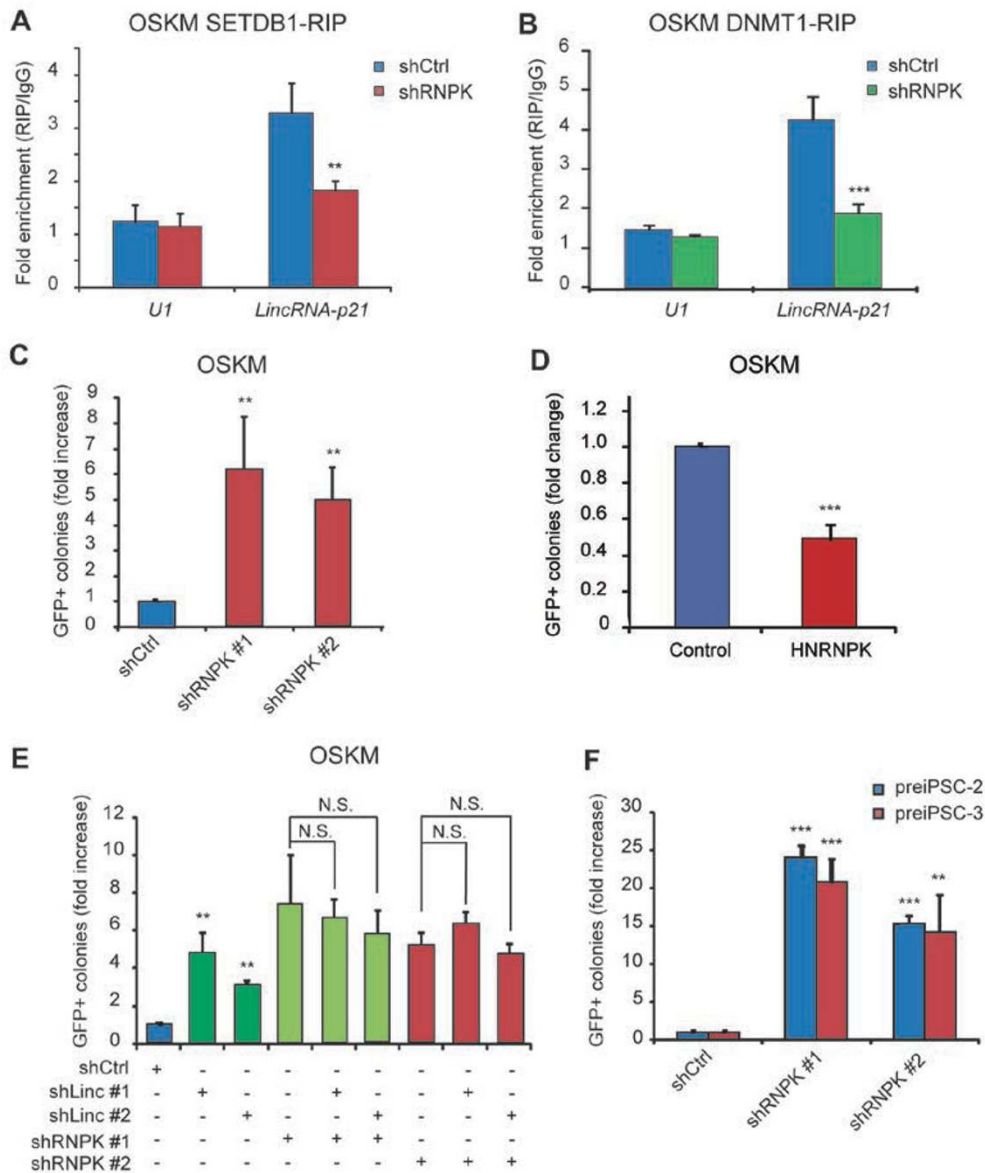 A
OSKM SETDB1-RIP
Fold enrichment (RIP/IgG)
4
3
2
1
0
shCtrl
shRNPK
**
U1
LincRNA-p21
B
OSKM DNMT1-RIP
Fold enrichment (RIP/IgG)
6
5
4
3
2
1
0
shCtrl
shRNPK
***
U1
LincRNA-p21
C
OSKM
GFP+ colonies (fold increase)
9
8
7
6
5
4
3
2
1
0
**
**
shCtrl
shRNPK #1
shRNPK #2
D
OSKM
GFP+ colonies (fold change)
1.2
1.0
0.8
0.6
0.4
0.2
0
***
Control
HNRNPK
E
OSKM
GFP+ colonies (fold increase)
12
10
8
6
4
2
0
**
**
N.S.
N.S.
N.S.
N.S.
shCtrl + - - - - - - - -
shLinc #1 - + - - + - - + -
shLinc #2 - - + - - + - - +
shRNPK #1 - - - + + + - - -
shRNPK #2 - - - - - - + + +
F
GFP+ colonies (fold increase)
30
25
20
15
10
5
0
preiPSC-2
preiPSC-3
*** ***
*** **
shCtrl
shRNPK #1
shRNPK #2